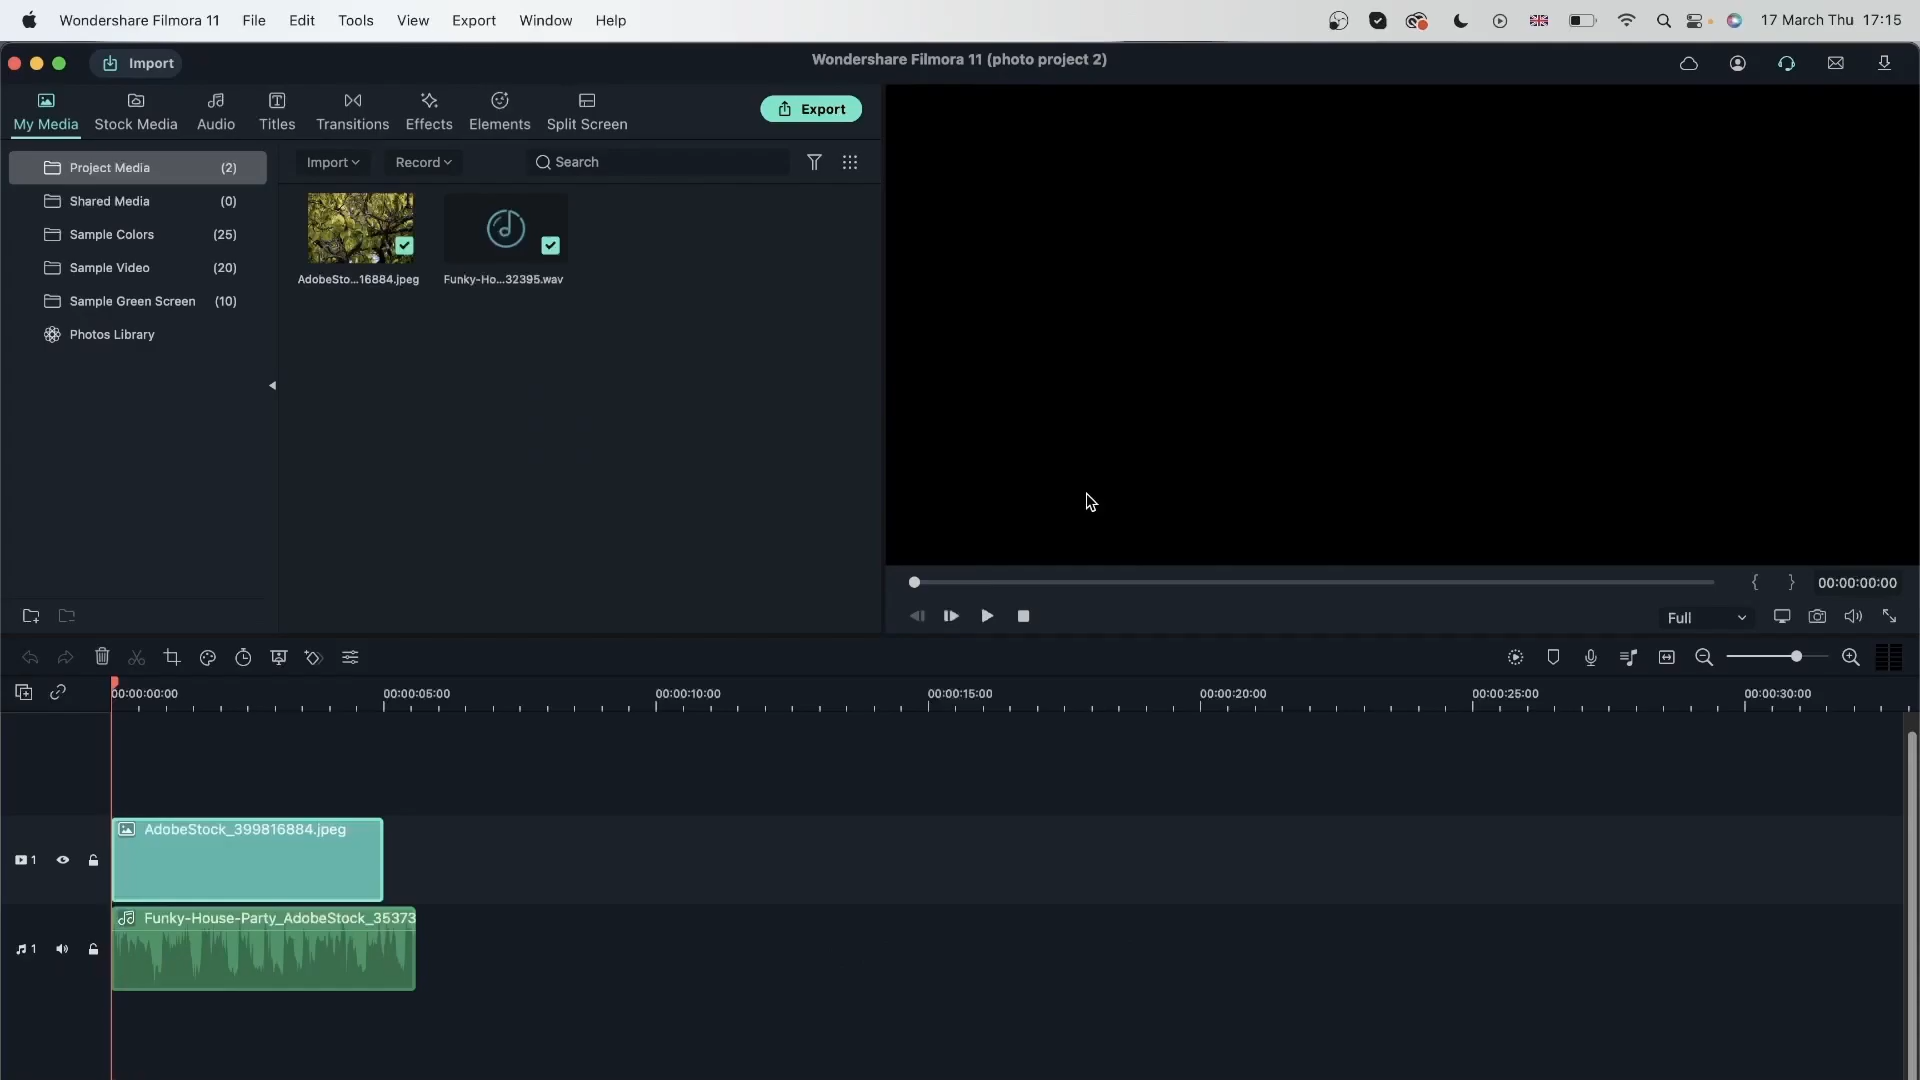 Wondershare Filmora 11 File Edit Tools View Export Window Help 17 March Thu 17:15
Import Wondershare Filmora 11 (photo project 2)
My Media Stock Media Audio Titles Transitions Effects Elements Split Screen Export
Project Media (2)
Shared Media (0)
Sample Colors (25)
Sample Video (20)
Sample Green Screen (10)
Photos Library
Import Record Search
AdobeSto...16884.jpeg Funky-Ho...32395.wav
{ } 00:00:00:00
Full
00:00:00:00 00:00:05:00 00:00:10:00 00:00:15:00 00:00:20:00 00:00:25:00 00:00:30:00
AdobeStock_399816884.jpeg
1
Funky-House-Party_AdobeStock_35373
1